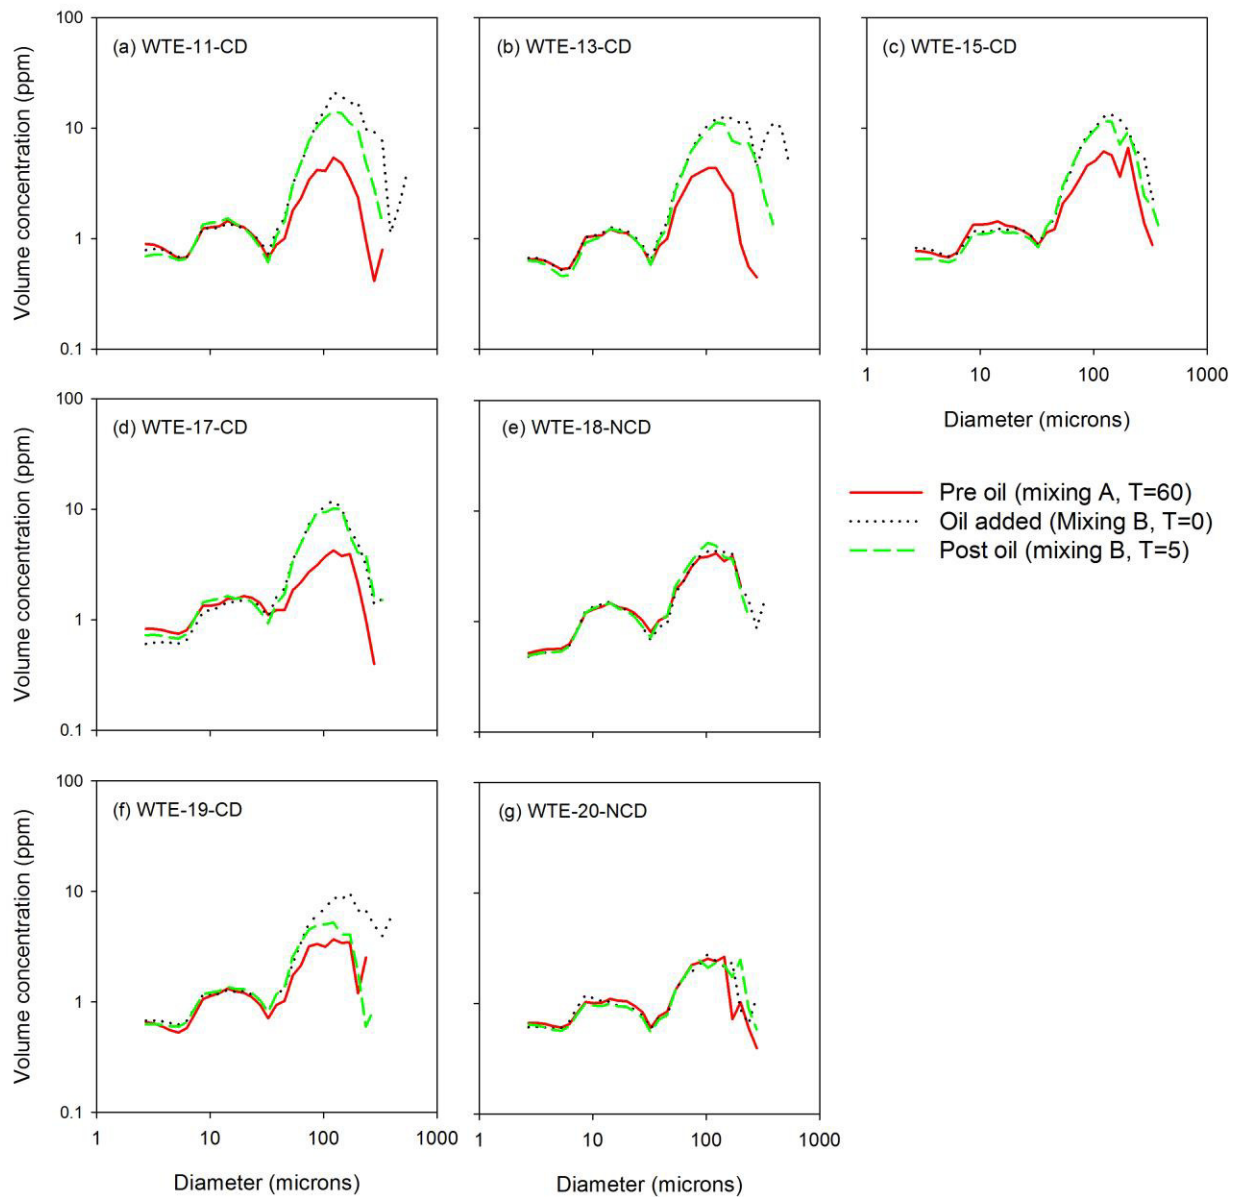 100
10
1
0.1
Volume concentration (ppm)
(a) WTE-11-CD
(b) WTE-13-CD
(c) WTE-15-CD
1 10 100 1000
Diameter (microns)
100
10
1
0.1
Volume concentration (ppm)
(d) WTE-17-CD
(e) WTE-18-NCD
Pre oil (mixing A, T=60)
Oil added (Mixing B, T=0)
Post oil (mixing B, T=5)
100
10
1
0.1
Volume concentration (ppm)
(f) WTE-19-CD
(g) WTE-20-NCD
1 10 100 1000
1 10 100 1000
Diameter (microns)
Diameter (microns)